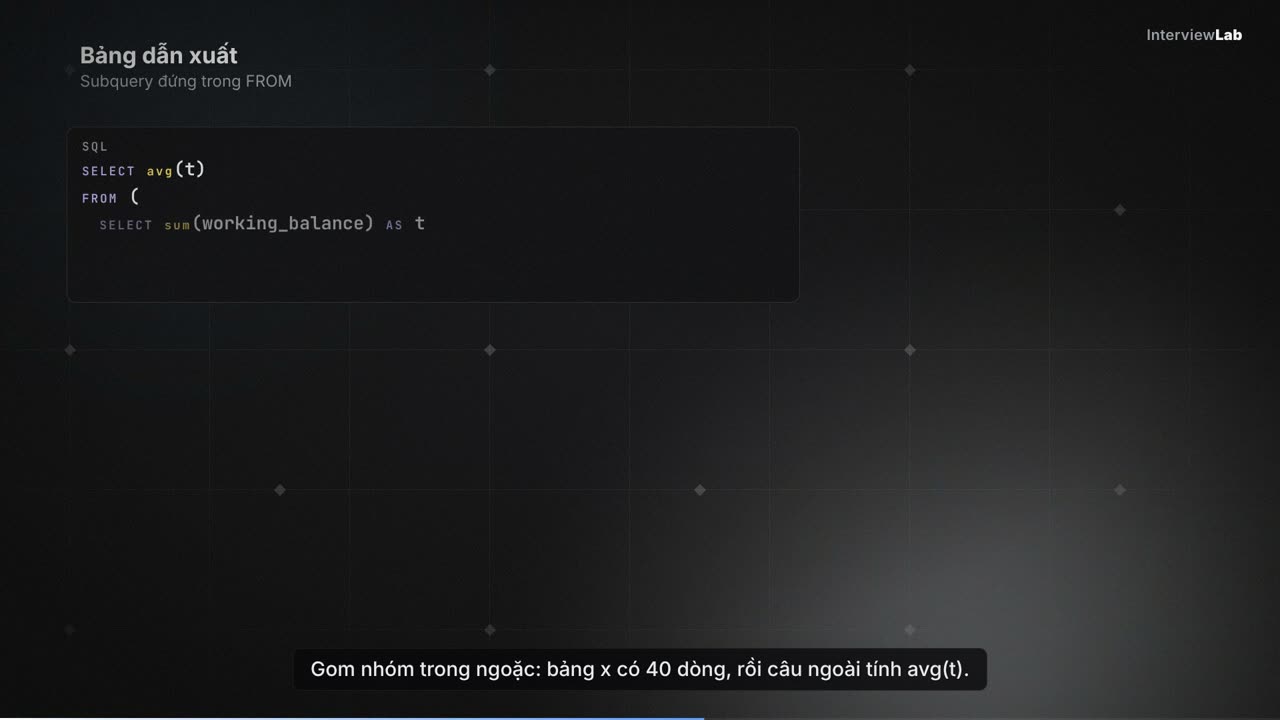 Bảng dẫn xuất
Subquery đứng trong FROM
InterviewLab
SQL
SELECT avg(t)
FROM (
SELECT sum(working_balance) AS t
Gom nhóm trong ngoặc: bảng x có 40 dòng, rồi câu ngoài tính avg(t).